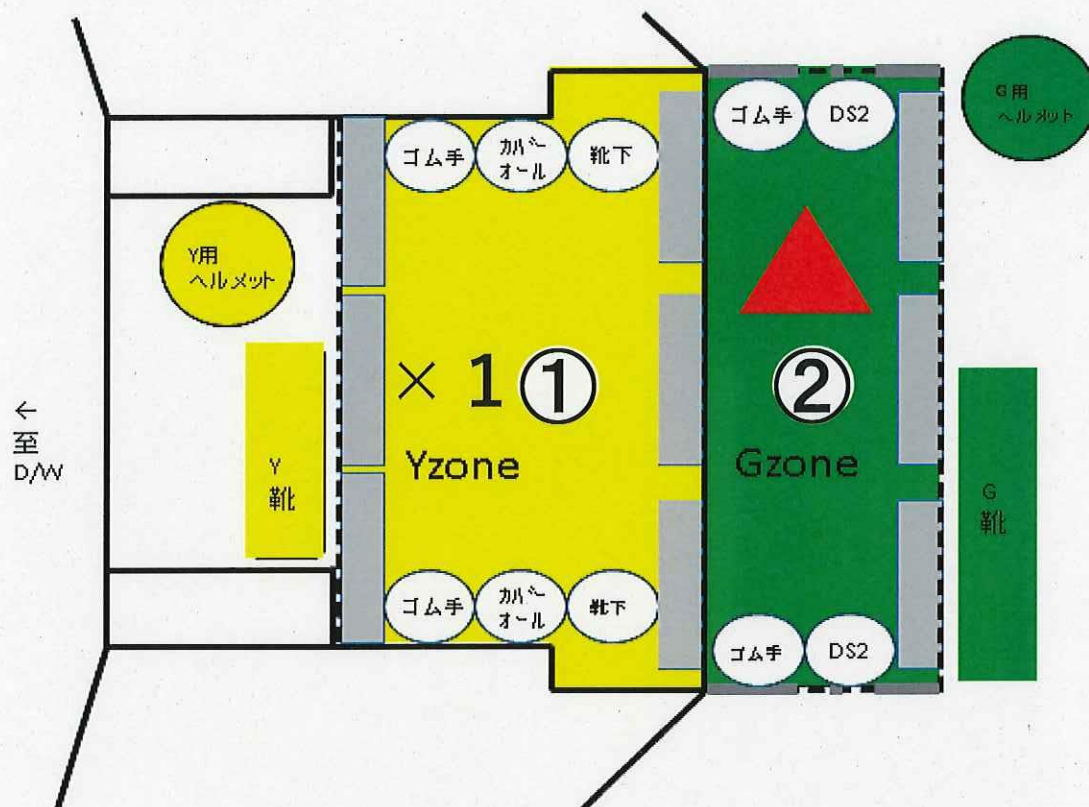 ゴム手
DS2
G用
ヘルメット
ゴム手
カバー
オール
靴下
Y用
ヘルメット
×1①
②
←
至
D/W
Yzone
Gzone
Y
靴
G
靴
ゴム手
カバー
オール
靴下
ゴム手
DS2